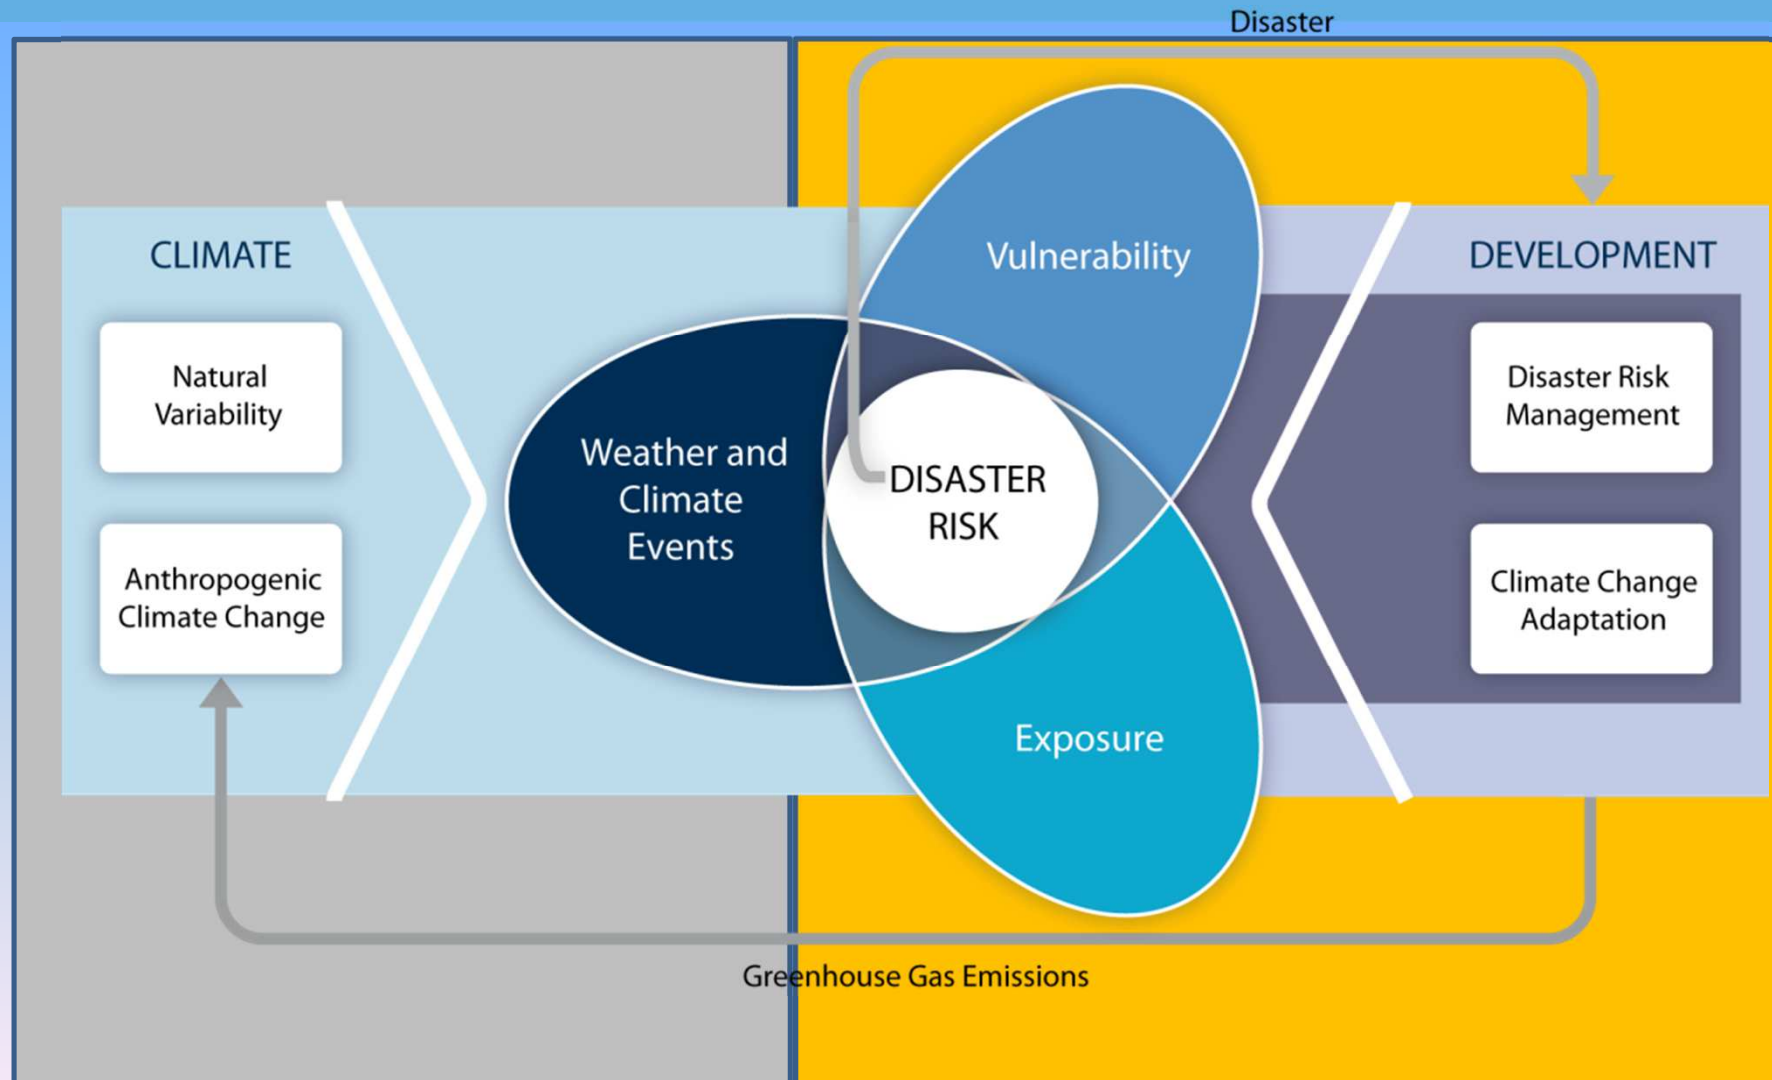 Disaster
CLIMATE
Natural
Variability
Anthropogenic
Climate Change
Weather and
Climate
Events
Vulnerability
DISASTER
RISK
Exposure
DEVELOPMENT
Disaster Risk
Management
Climate Change
Adaptation
Greenhouse Gas Emissions